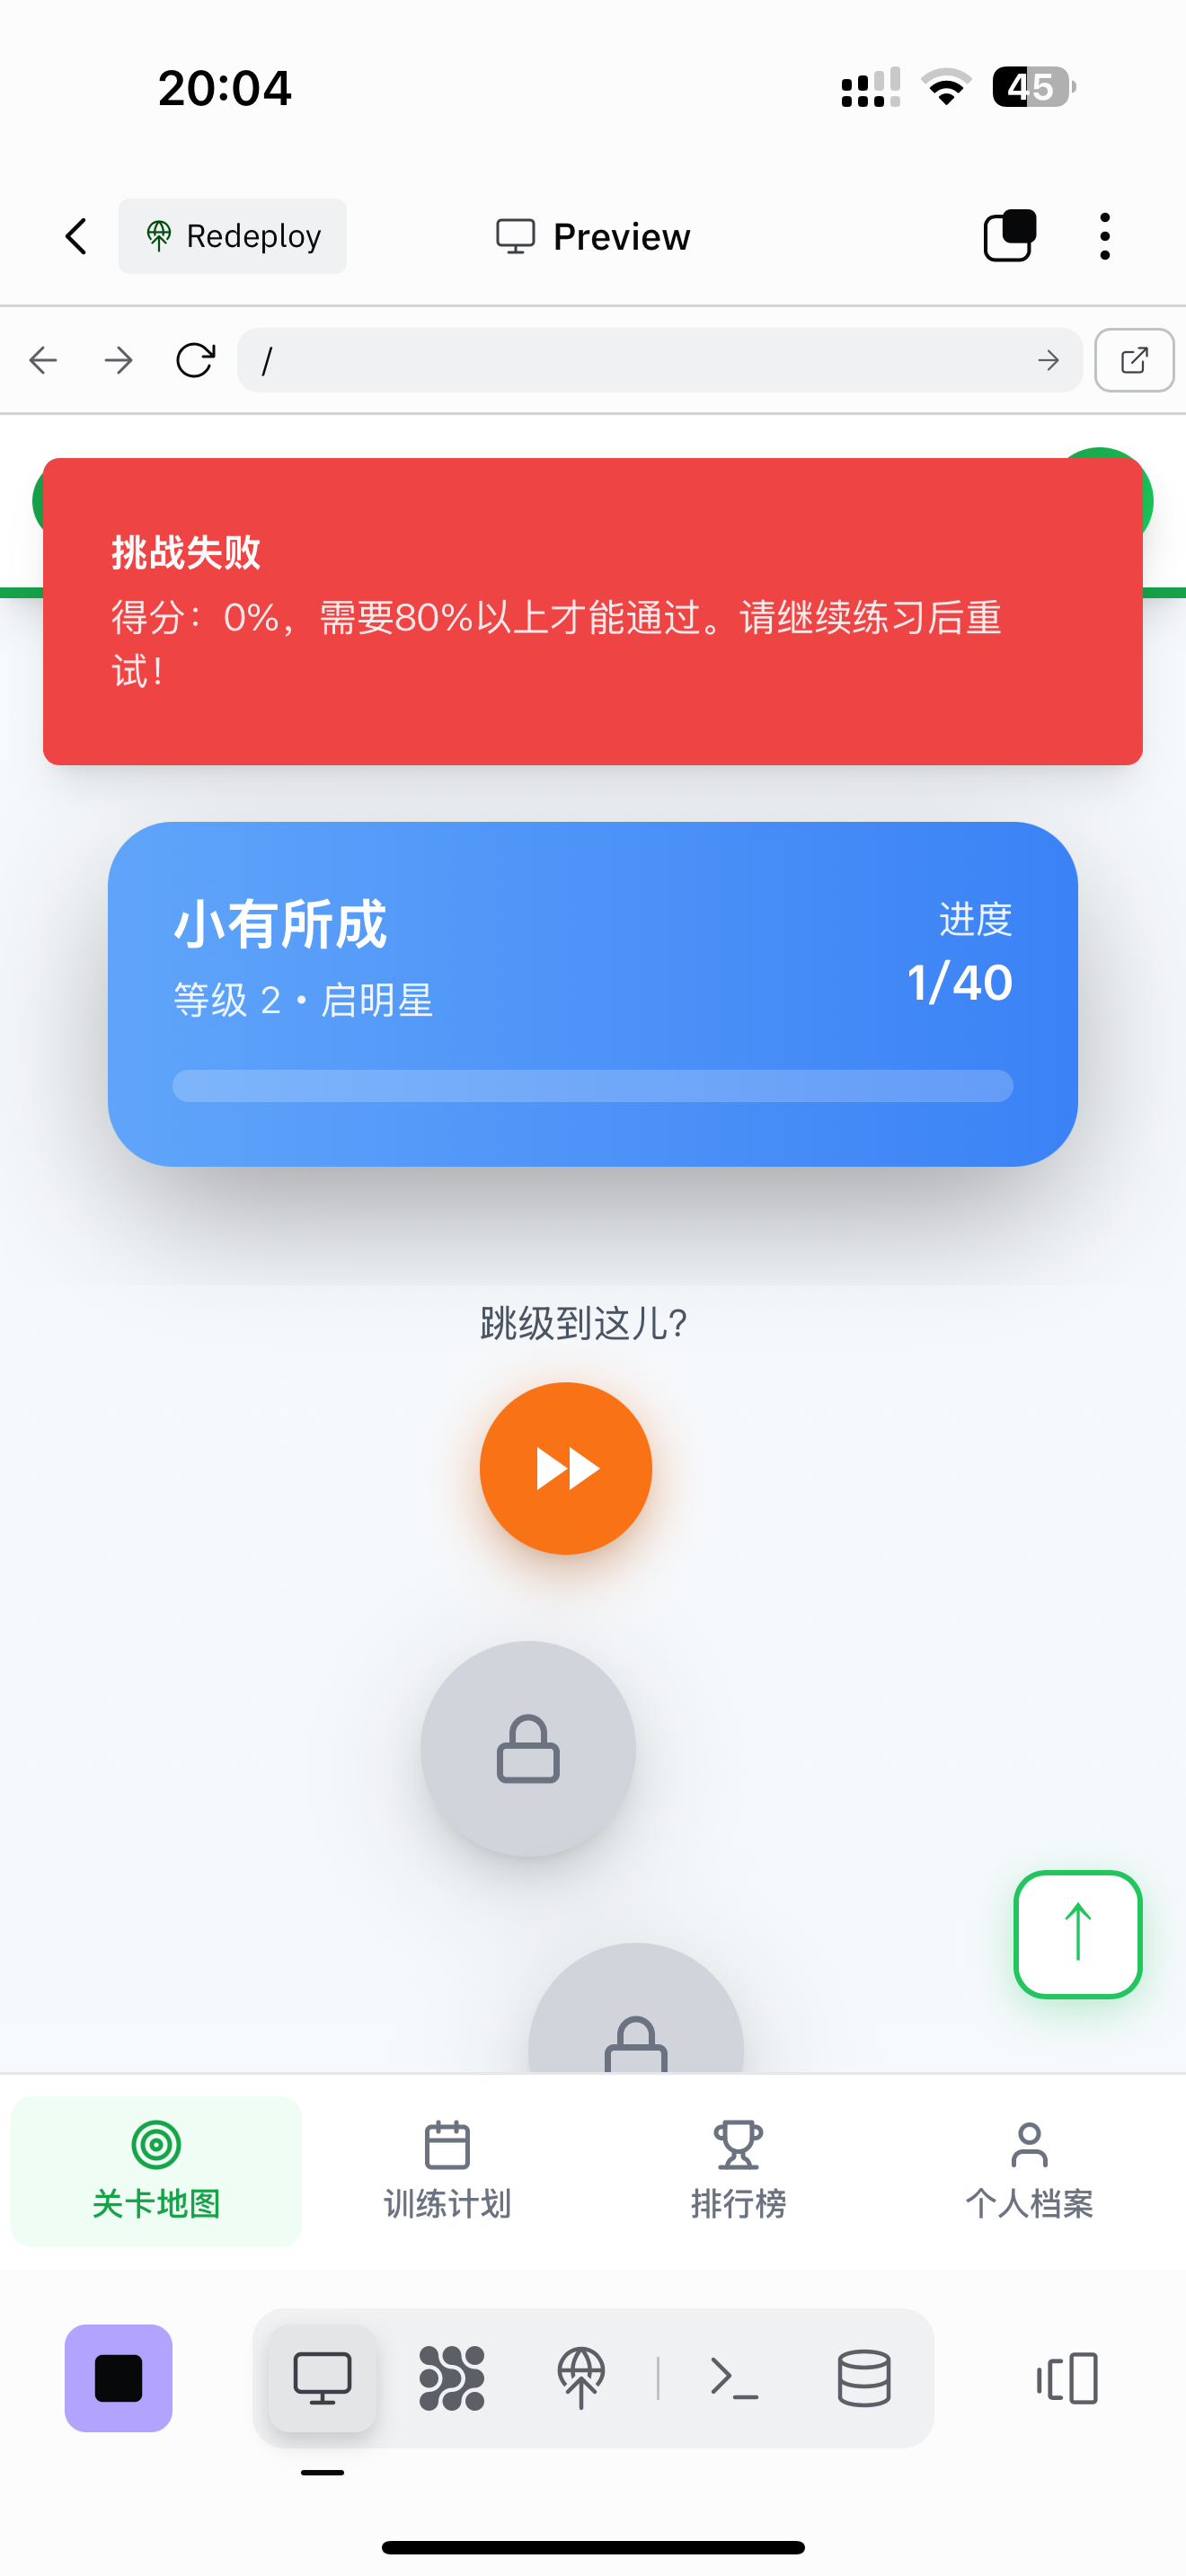 20:04
45
Redeploy
Preview
/
挑战失败
得分：0%，需要80%以上才能通过。请继续练习后重
试！
小有所成
进度
等级 2 • 启明星
1/40
跳级到这儿？
关卡地图
训练计划
排行榜
个人档案